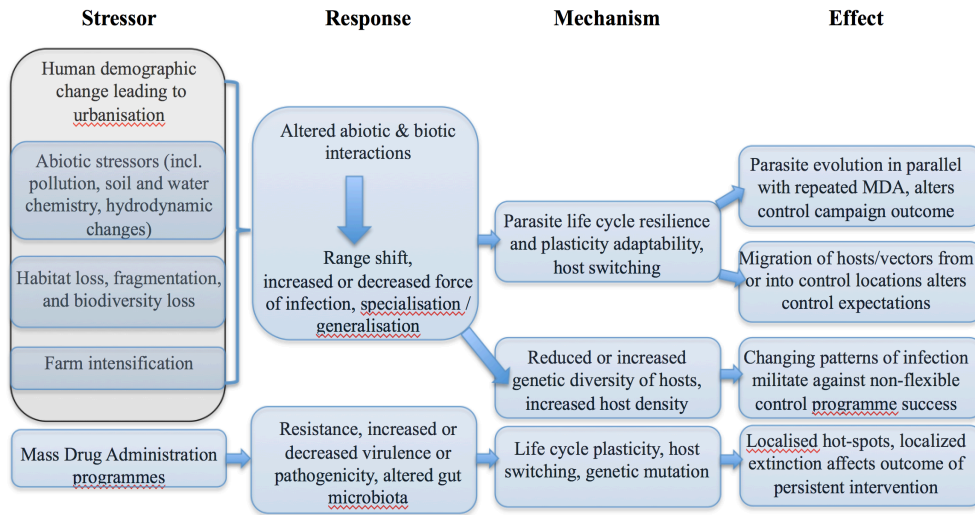 Stressor
Response
Mechanism
Effect
Human demographic
change leading to
urbanisation
Abiotic stressors (incl.
pollution, soil and water
chemistry, hydrodynamic
changes)
Habitat loss, fragmentation,
and biodiversity loss
Farm intensification
Mass Drug Administration
programmes
Altered abiotic & biotic
interactions
Range shift,
increased or decreased force
of infection, specialisation /
generalisation
Resistance, increased or
decreased virulence or
pathogenicity, altered gut
microbiota
Parasite life cycle resilience
and plasticity adaptability,
host switching
Reduced or increased
genetic diversity of hosts,
increased host density
Life cycle plasticity, host
switching, genetic mutation
Parasite evolution in parallel
with repeated MDA, alters
control campaign outcome
Migration of hosts/vectors from
or into control locations alters
control expectations
Changing patterns of infection
militate against non-flexible
control programme success
Localised hot-spots, localized
extinction affects outcome of
persistent intervention